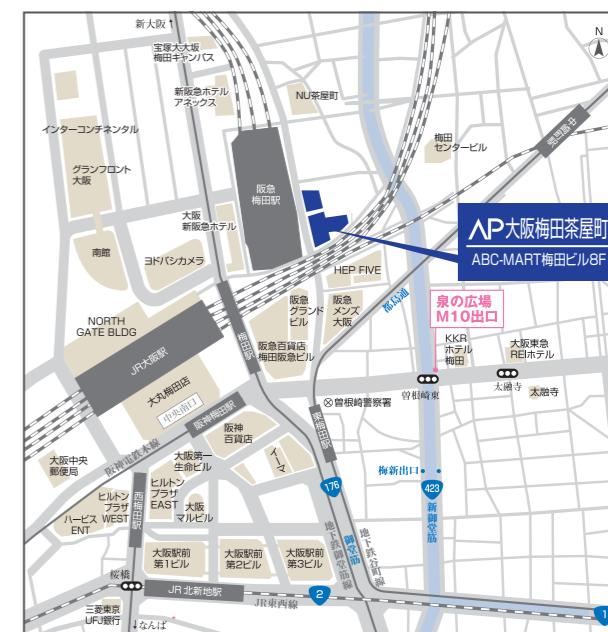 新大阪↑
宝塚大大坂
梅田キャンパス
N
新阪急ホテル
アネックス
NU茶屋町
インターコンチネンタル
梅田
センタービル
中崎町駅
グランフロント
大阪
阪急
梅田駅
大阪
新阪急ホテル
AP大阪梅田茶屋町
ABC-MART梅田ビル8F
南館
ヨドバシカメラ
HEP FIVE
都島通
泉の広場
M10出口
阪急
グランド
ビル
阪急
メンズ
大阪
NORTH
GATE BLDG
梅田駅
KKR
ホテル
梅田
大阪東急
REIホテル
JR大阪駅
阪急百貨店
梅田阪急ビル
大丸梅田店
曽根崎東
太融寺
太融寺
中央南口
阪神梅田駅
曽根崎警察署
東梅田駅
阪神
百貨店
阪神電鉄本線
大阪中央
郵便局
大阪第一
生命ビル
イーマ
梅新出口
176
423
ヒルトン
プラザ
WEST
ヒルトン
プラザ
EAST
西梅田駅
大阪
マルビル
ハービス
ENT
新御堂筋
御堂筋
地下鉄御堂筋線
地下鉄谷町線
大阪駅前
第1ビル
大阪駅前
第2ビル
大阪駅前
第3ビル
桜橋
JR 北新地駅
JR東西線
2
1
三菱東京
UFJ銀行
↓なんば